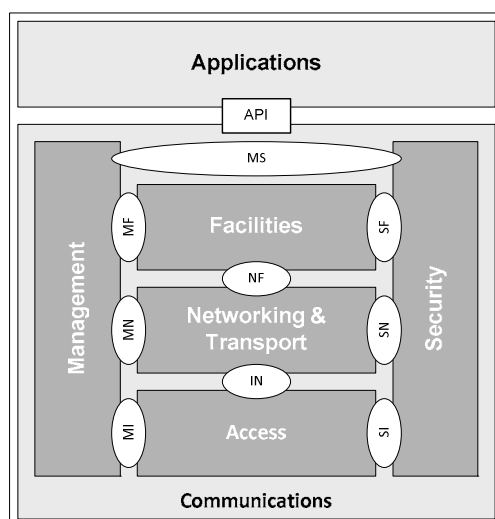 Applications
API
MS
Management
MF
Facilities
SF
Security
NF
MN
Networking &
Transport
SN
IN
MI
Access
SI
Communications